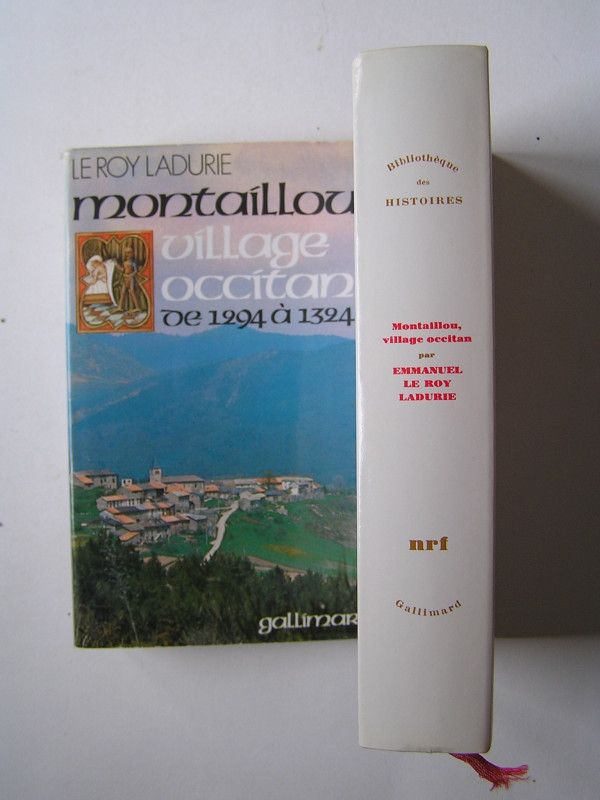 LE ROY LADURIE
montaillou
village
occitan
de 1294 à 1324
gallimar
Bibliothèque
des
HISTOIRES
Montaillou,
village occitan
par
EMMANUEL
LE ROY
LADURIE
nrf
Gallimard